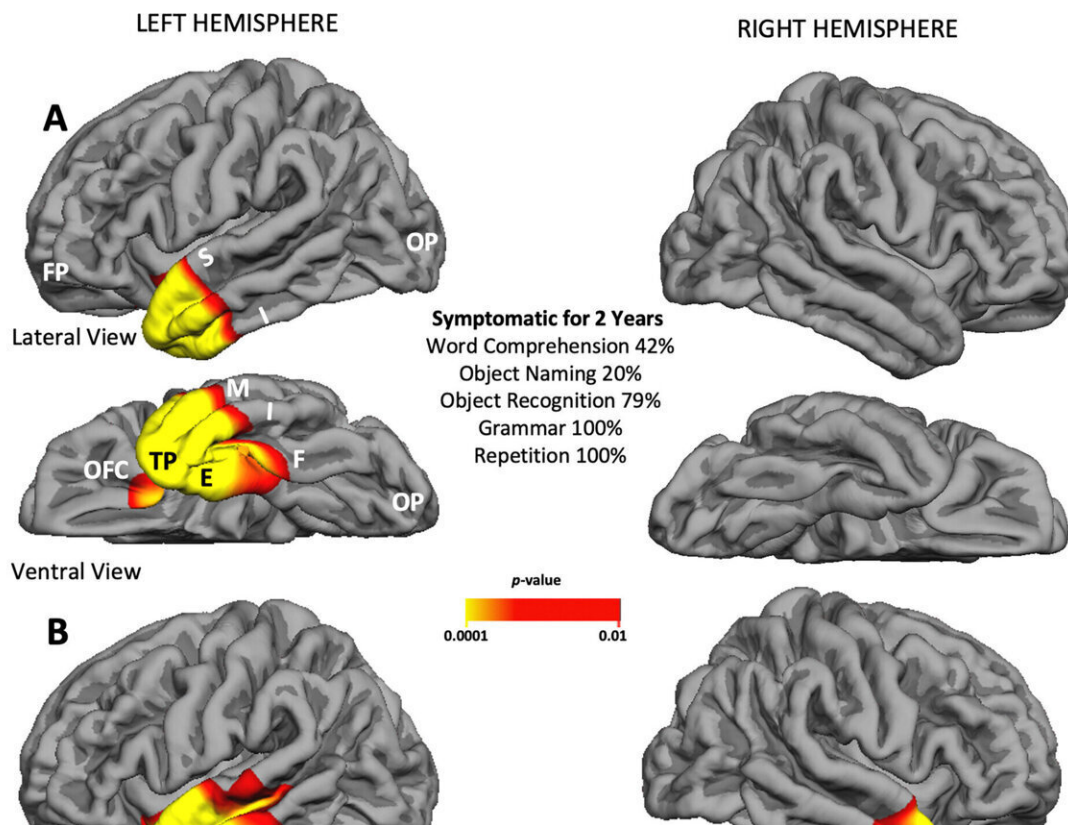 LEFT HEMISPHERE
RIGHT HEMISPHERE
A
S
OP
FP
I
Lateral View
Symptomatic for 2 Years
Word Comprehension 42%
Object Naming 20%
Object Recognition 79%
Grammar 100%
Repetition 100%
M
I
OFC
TP
E
F
OP
Ventral View
p-value
0.0001
0.01
B